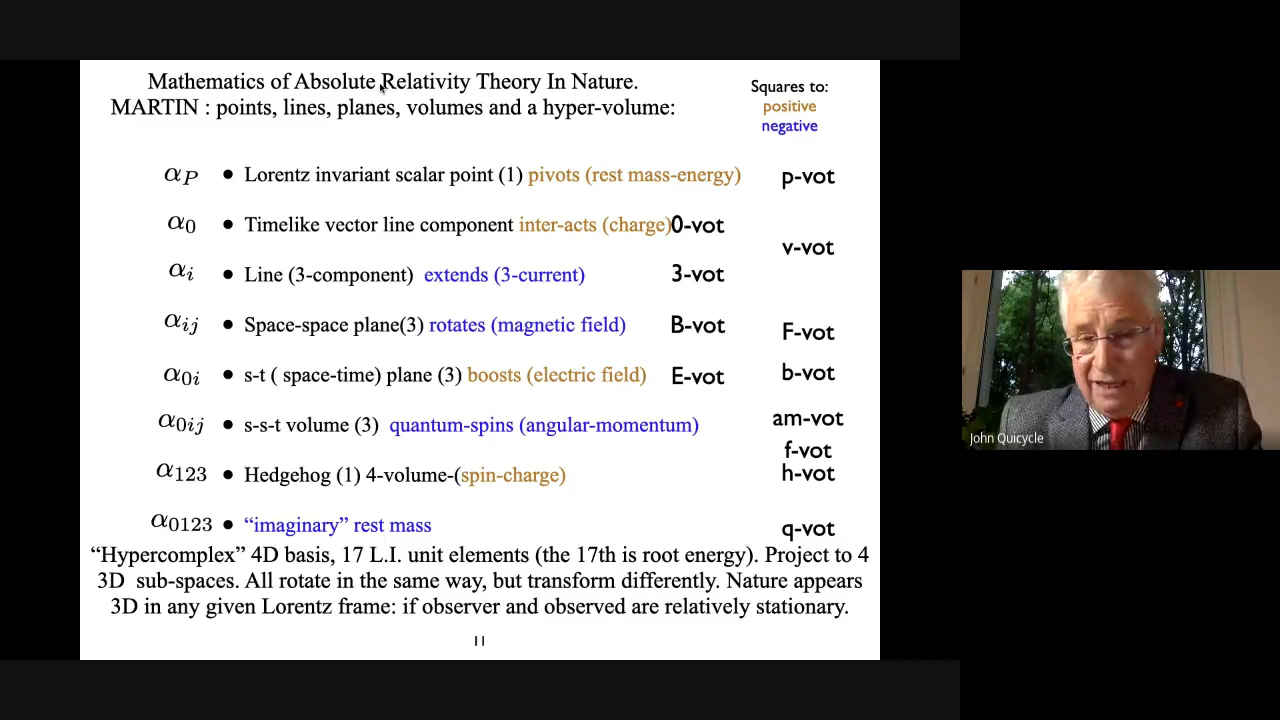 Mathematics of Absolute Relativity Theory In Nature.
MARTIN : points, lines, planes, volumes and a hyper-volume:
Squares to:
positive
negative
αP • Lorentz invariant scalar point (1) pivots (rest mass-energy) p-vot
α0 • Timelike vector line component inter-acts (charge) 0-vot
v-vot
αi • Line (3-component) extends (3-current) 3-vot
αij • Space-space plane(3) rotates (magnetic field) B-vot
F-vot
α0i • s-t ( space-time) plane (3) boosts (electric field) E-vot b-vot
α0ij • s-s-t volume (3) quantum-spins (angular-momentum) am-vot
f-vot
α123 • Hedgehog (1) 4-volume-(spin-charge) h-vot
α0123 • “imaginary” rest mass q-vot
“Hypercomplex” 4D basis, 17 L.I. unit elements (the 17th is root energy). Project to 4
3D sub-spaces. All rotate in the same way, but transform differently. Nature appears
3D in any given Lorentz frame: if observer and observed are relatively stationary.
11
John Quicycle